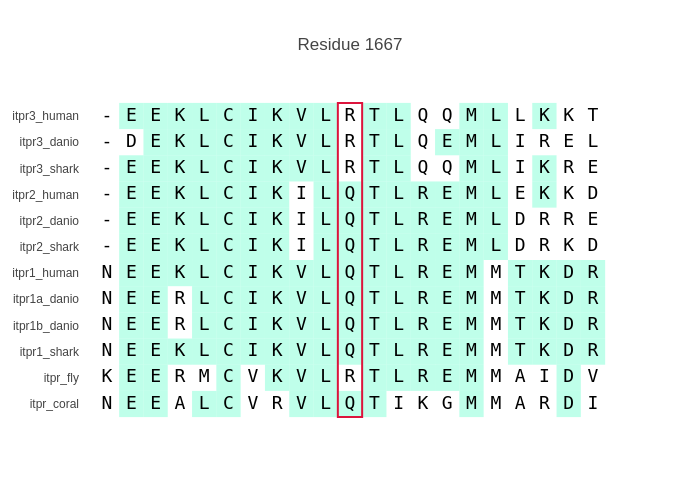 Residue 1667
itpr3_human - E E K L C I K V L R T L Q Q M L L K K T
itpr3_danio - D E K L C I K V L R T L Q E M L I R E L
itpr3_shark - E E K L C I K V L R T L Q Q M L I K R E
itpr2_human - E E K L C I K I L Q T L R E M L E K K D
itpr2_danio - E E K L C I K I L Q T L R E M L D R R E
itpr2_shark - E E K L C I K I L Q T L R E M L D R K D
itpr1_human N E E K L C I K V L Q T L R E M M T K D R
itpr1a_danio N E E R L C I K V L Q T L R E M M T K D R
itpr1b_danio N E E R L C I K V L Q T L R E M M T K D R
itpr1_shark N E E K L C I K V L Q T L R E M M T K D R
itpr_fly K E E R M C V K V L R T L R E M M A I D V
itpr_coral N E E A L C V R V L Q T I K G M M A R D I